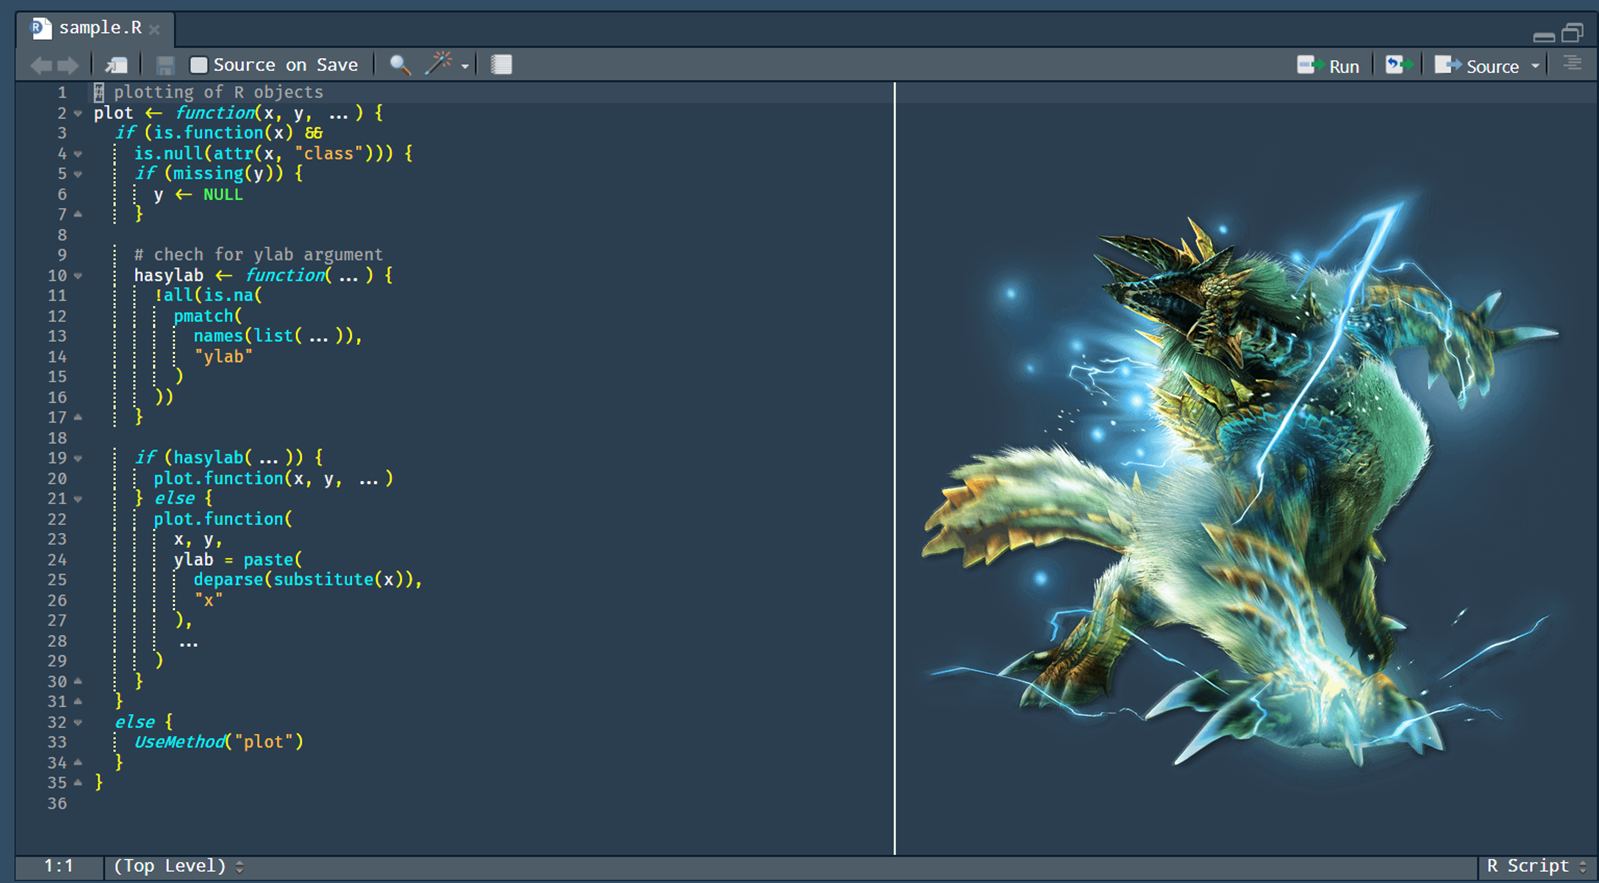 sample.R
Source on Save
Run
Source
1 # plotting of R objects
2 plot <- function(x, y, ...) {
3 if (is.function(x) &&
4 is.null(attr(x, "class"))) {
5 if (missing(y)) {
6 y <- NULL
7 }
8
9 # chech for ylab argument
10 hasylab <- function(...) {
11 !all(is.na(
12 pmatch(
13 names(list(...)),
14 "ylab"
15 )
16 ))
17 }
18
19 if (hasylab(...)) {
20 plot.function(x, y, ...)
21 } else {
22 plot.function(
23 x, y,
24 ylab = paste(
25 deparse(substitute(x)),
26 "x"
27 ),
28 ...
29 )
30 }
31 }
32 else {
33 UseMethod("plot")
34 }
35 }
36
1:1 (Top Level) R Script